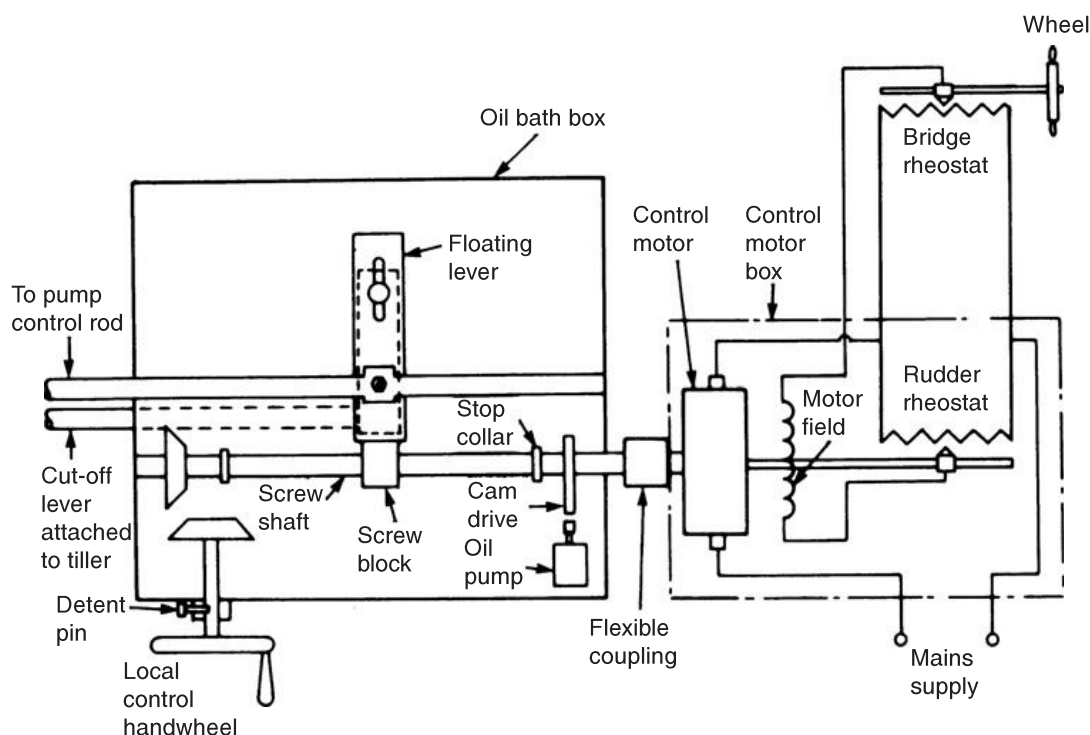 Wheel
Oil bath box
Bridge
rheostat
Control
motor
Control
motor
box
Floating
lever
To pump
control rod
Rudder
rheostat
Motor
field
Stop
collar
Cut-off
lever
attached
to tiller
Screw
shaft
Screw
block
Cam
drive
Oil
pump
Detent
pin
Flexible
coupling
Mains
supply
Local
control
handwheel